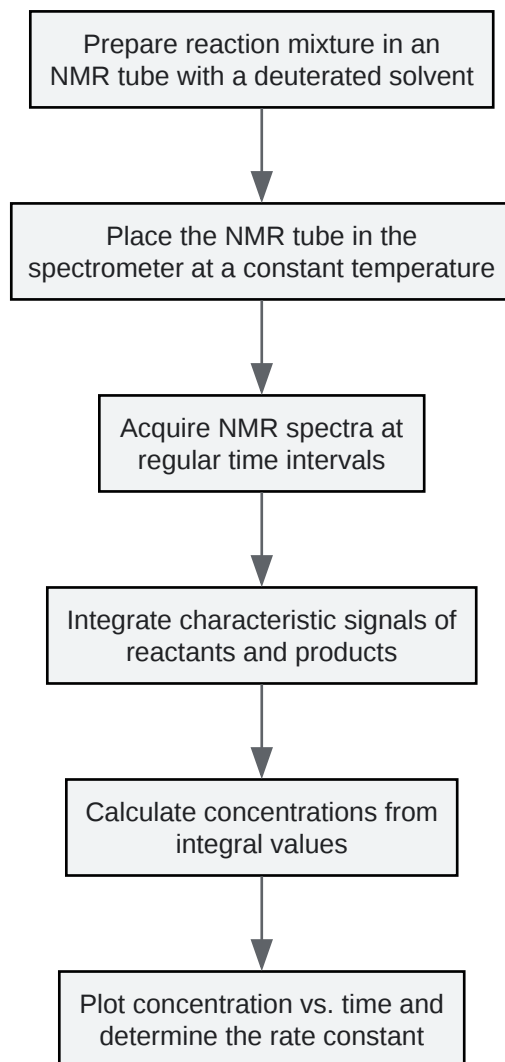 Prepare reaction mixture in an
NMR tube with a deuterated solvent
Place the NMR tube in the
spectrometer at a constant temperature
Acquire NMR spectra at
regular time intervals
Integrate characteristic signals of
reactants and products
Calculate concentrations from
integral values
Plot concentration vs. time and
determine the rate constant